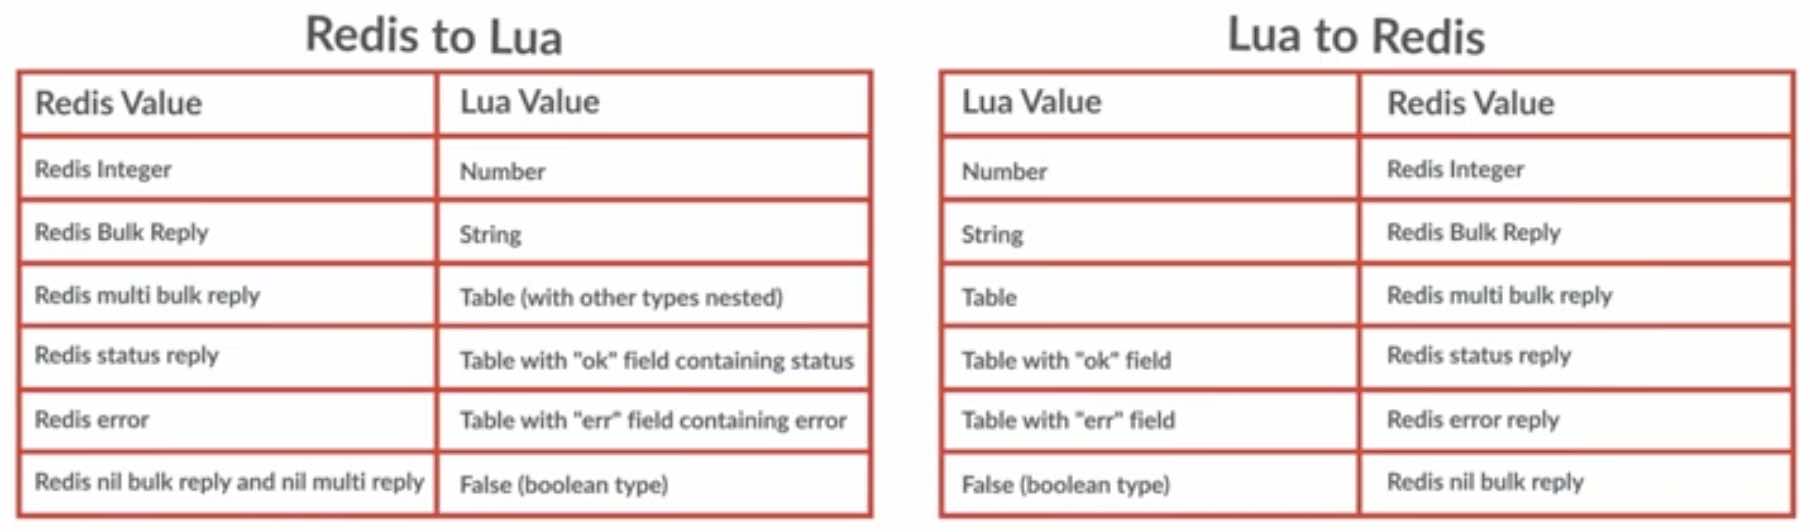 Redis to Lua
Redis Value Lua Value
Redis Integer Number
Redis Bulk Reply String
Redis multi bulk reply Table (with other types nested)
Redis status reply Table with "ok" field containing status
Redis error Table with "err" field containing error
Redis nil bulk reply and nil multi reply False (boolean type)
Lua to Redis
Lua Value Redis Value
Number Redis Integer
String Redis Bulk Reply
Table Redis multi bulk reply
Table with "ok" field Redis status reply
Table with "err" field Redis error reply
False (boolean type) Redis nil bulk reply